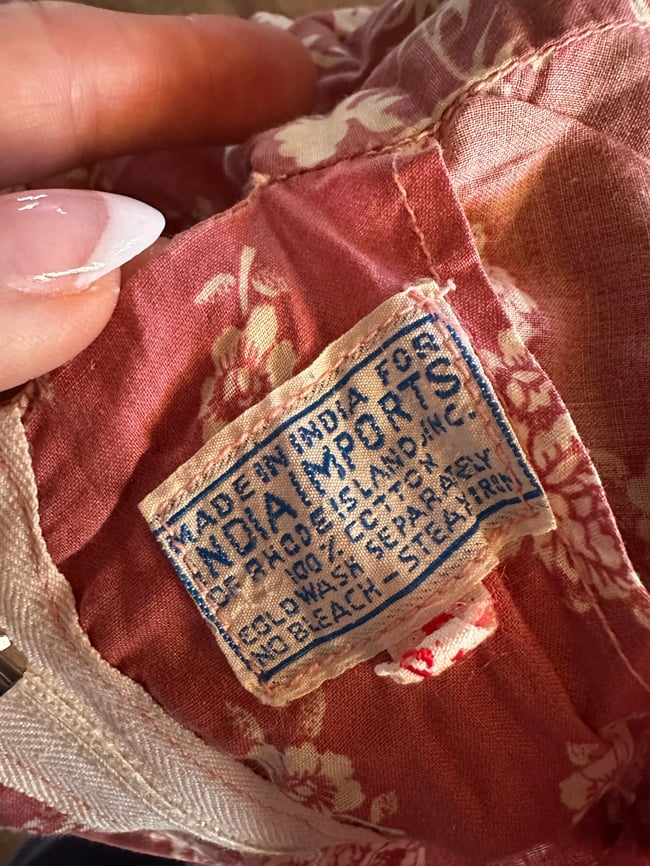 MADE IN INDIA FOR
INDIA IMPORTS
OF RHODE ISLAND, INC.
100% COTTON
COLD WASH SEPARATELY
NO BLEACH - STEAM IRON